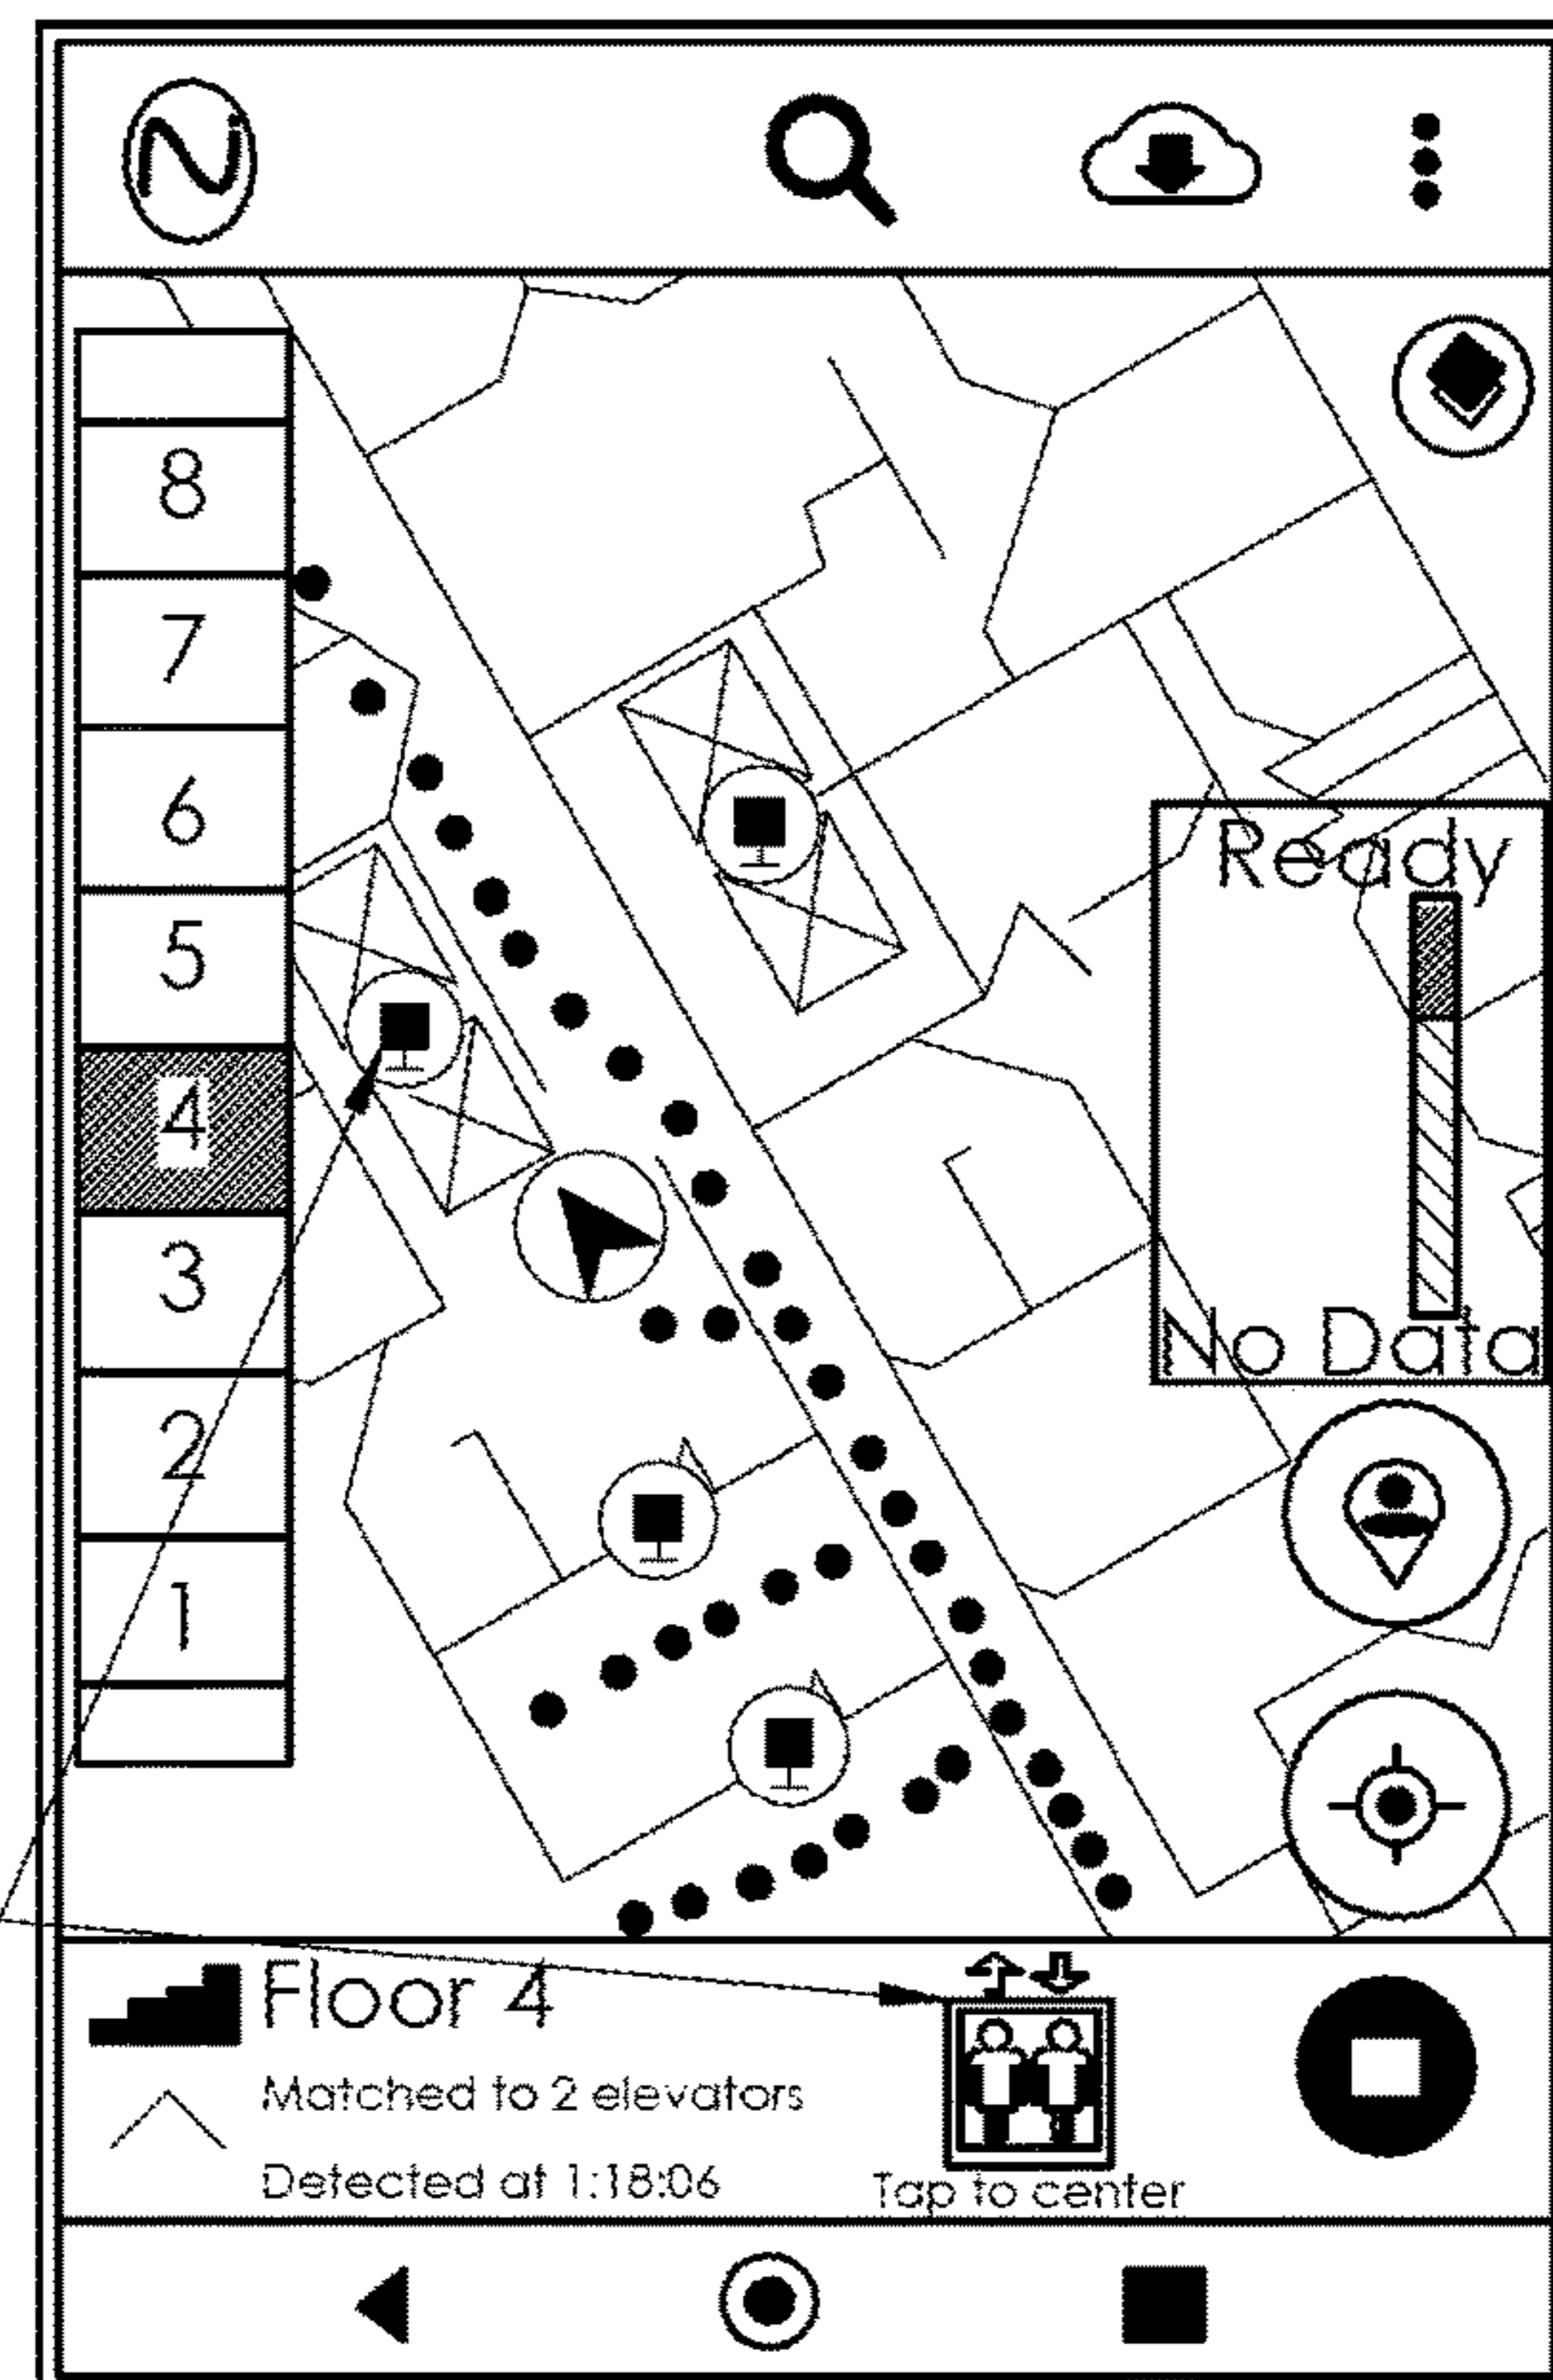 N
8
7
6
5
4
3
2
1
Ready
No Data
Floor 4
Matched to 2 elevators
Detected at 1:18:06
Tap to center